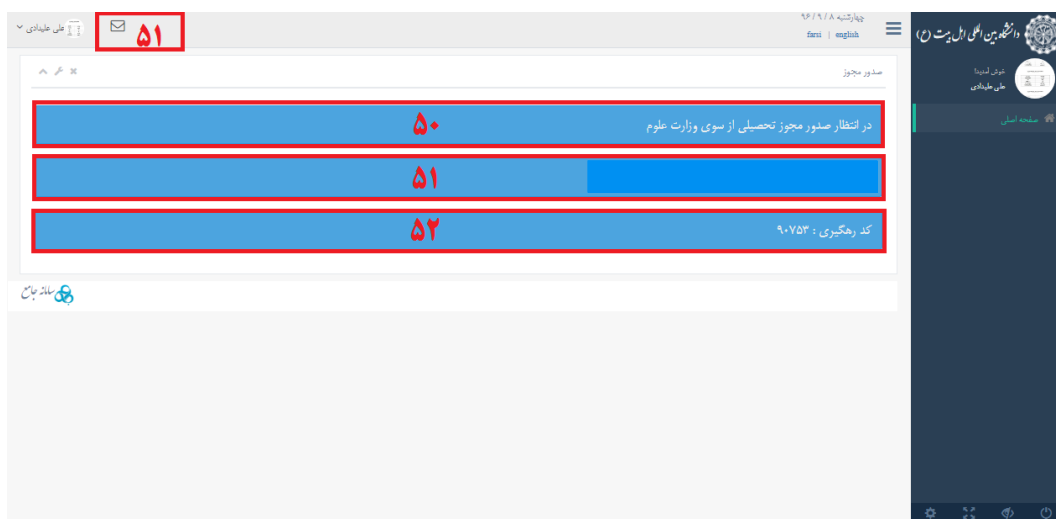 دانشگاه بین المللی اهل بیت (ع)
خوش آمدید!
علی علیدادی
صفحه اصلی
چهارشنبه ۹۶/۹/۸
farsi | english
۵۱
علی علیدادی
صدور مجوز
در انتظار صدور مجوز تحصیلی از سوی وزارت علوم
۵۰
۵۱
کد رهگیری : ۹۰۷۵۳
۵۲
سامانه جامع